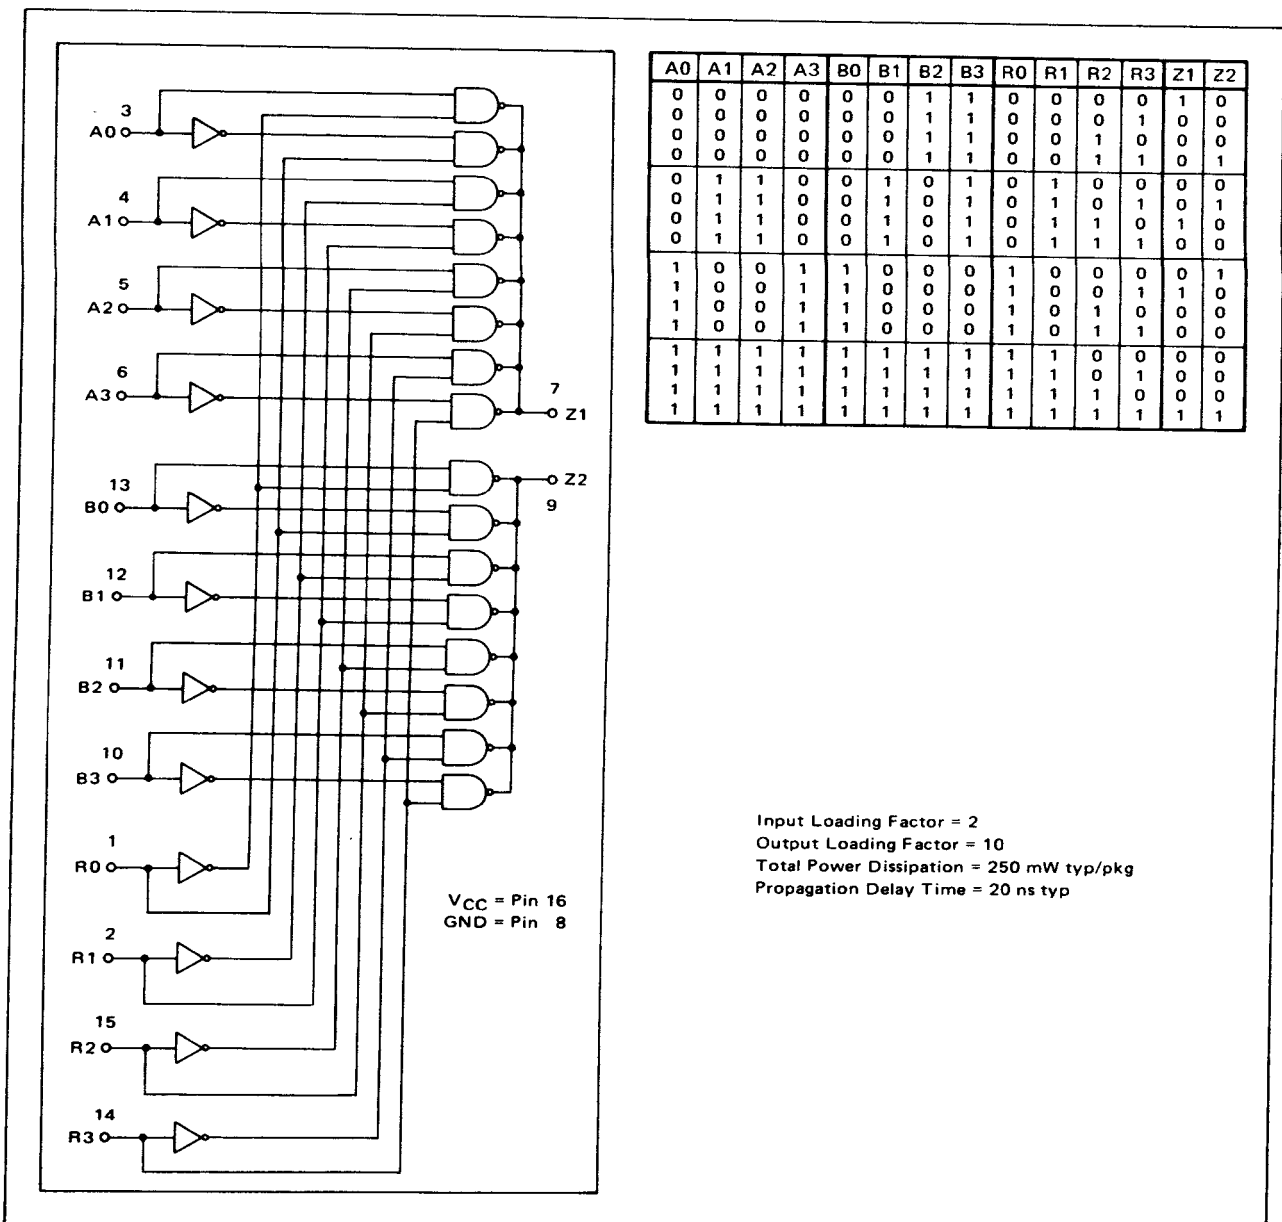 3
A0
4
A1
5
A2
6
A3
7
Z1
Z2
9
13
B0
12
B1
11
B2
10
B3
1
R0
2
R1
15
R2
14
R3
VCC = Pin 16
GND = Pin 8
A0 A1 A2 A3 B0 B1 B2 B3 R0 R1 R2 R3 Z1 Z2
0 0 0 0 0 0 1 1 0 0 0 0 1 0
0 0 0 0 0 0 1 1 0 0 0 1 0 0
0 0 0 0 0 0 1 1 0 0 1 0 0 0
0 0 0 0 0 0 1 1 0 0 1 1 0 1
0 1 1 0 0 1 0 1 0 1 0 0 0 0
0 1 1 0 0 1 0 1 0 1 0 1 0 1
0 1 1 0 0 1 0 1 0 1 1 0 1 0
0 1 1 0 0 1 0 1 0 1 1 1 0 0
1 0 0 1 1 0 0 0 1 0 0 0 0 1
1 0 0 1 1 0 0 0 1 0 0 1 1 0
1 0 0 1 1 0 0 0 1 0 1 0 0 0
1 0 0 1 1 0 0 0 1 0 1 1 0 0
1 1 1 1 1 1 1 1 1 1 0 0 0 0
1 1 1 1 1 1 1 1 1 1 0 1 0 0
1 1 1 1 1 1 1 1 1 1 1 0 0 0
1 1 1 1 1 1 1 1 1 1 1 1 1 1
Input Loading Factor = 2
Output Loading Factor = 10
Total Power Dissipation = 250 mW typ/pkg
Propagation Delay Time = 20 ns typ